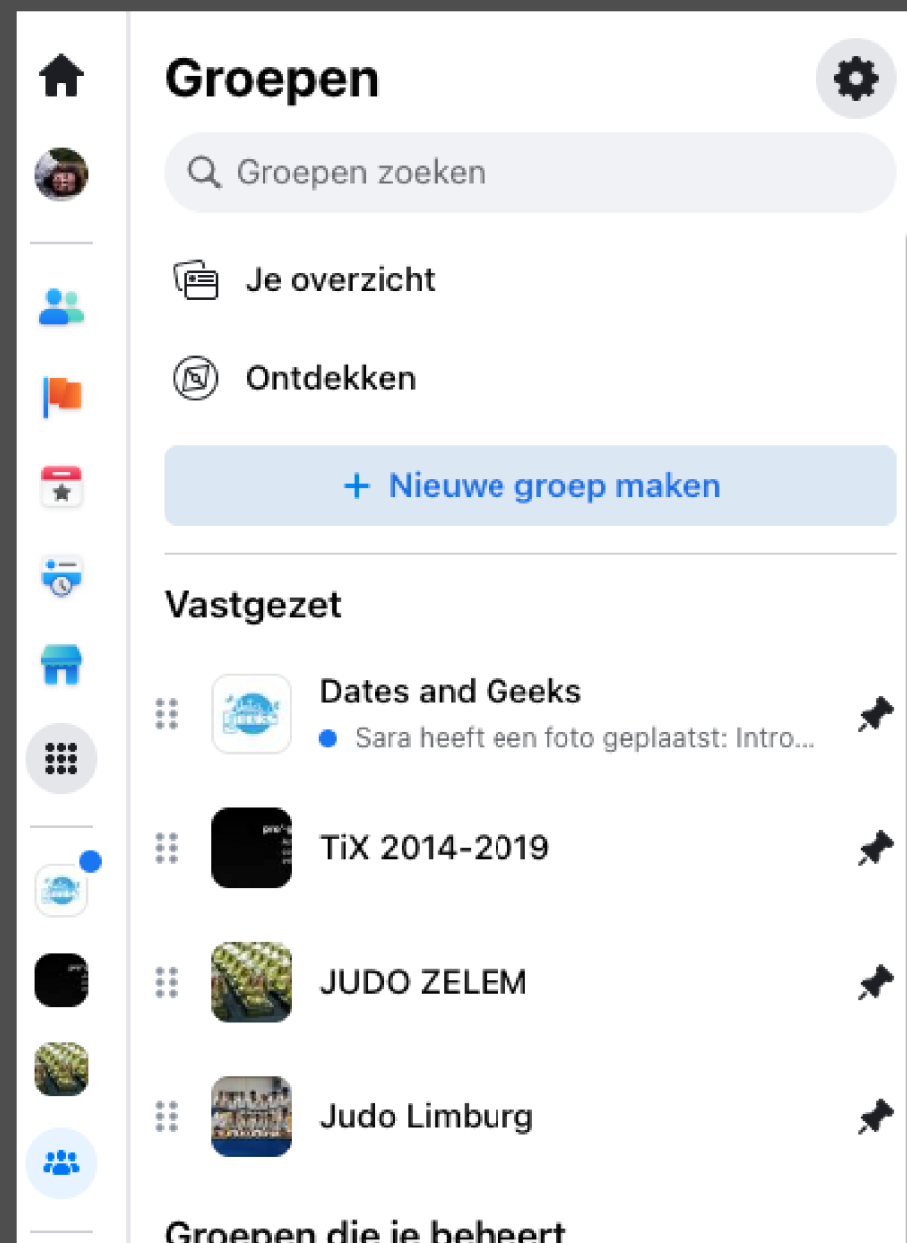 Groepen
Groepen zoeken
Je overzicht
Ontdekken
+ Nieuwe groep maken
Vastgezet
Dates and Geeks
Sara heeft een foto geplaatst: Intro...
TiX 2014-2019
JUDO ZELEM
Judo Limburg
Groepen die je beheert